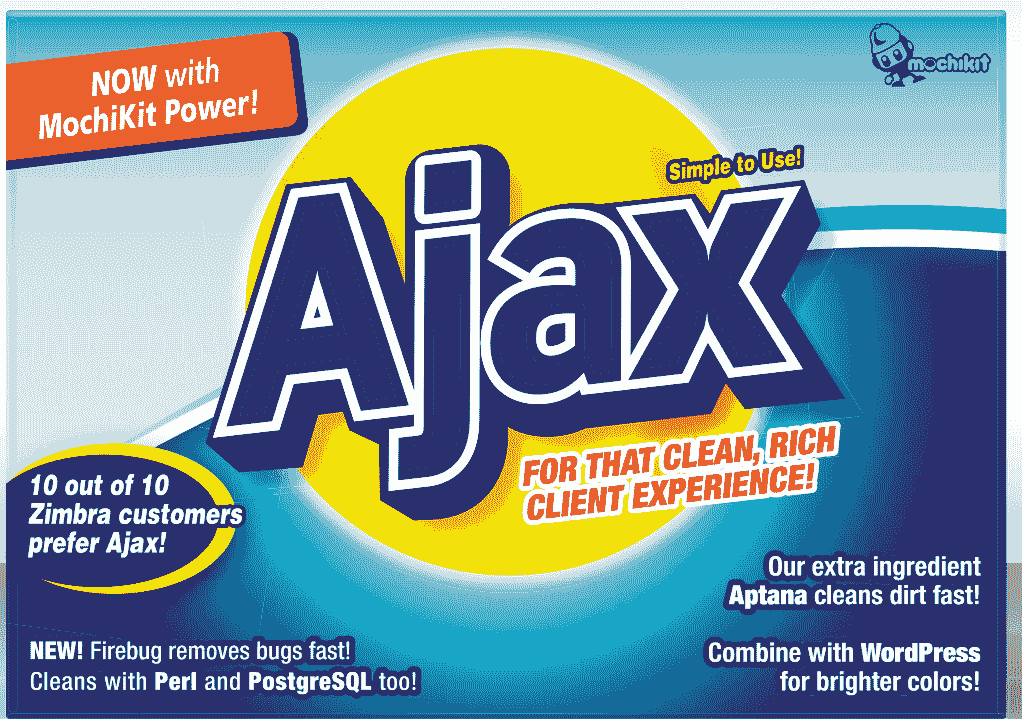 NOW with
MochiKit Power!
mochikit
Simple to Use!
Ajax
FOR THAT CLEAN, RICH
CLIENT EXPERIENCE!
10 out of 10
Zimbra customers
prefer Ajax!
Our extra ingredient
Aptana cleans dirt fast!
NEW! Firebug removes bugs fast!
Cleans with Perl and PostgreSQL too!
Combine with WordPress
for brighter colors!